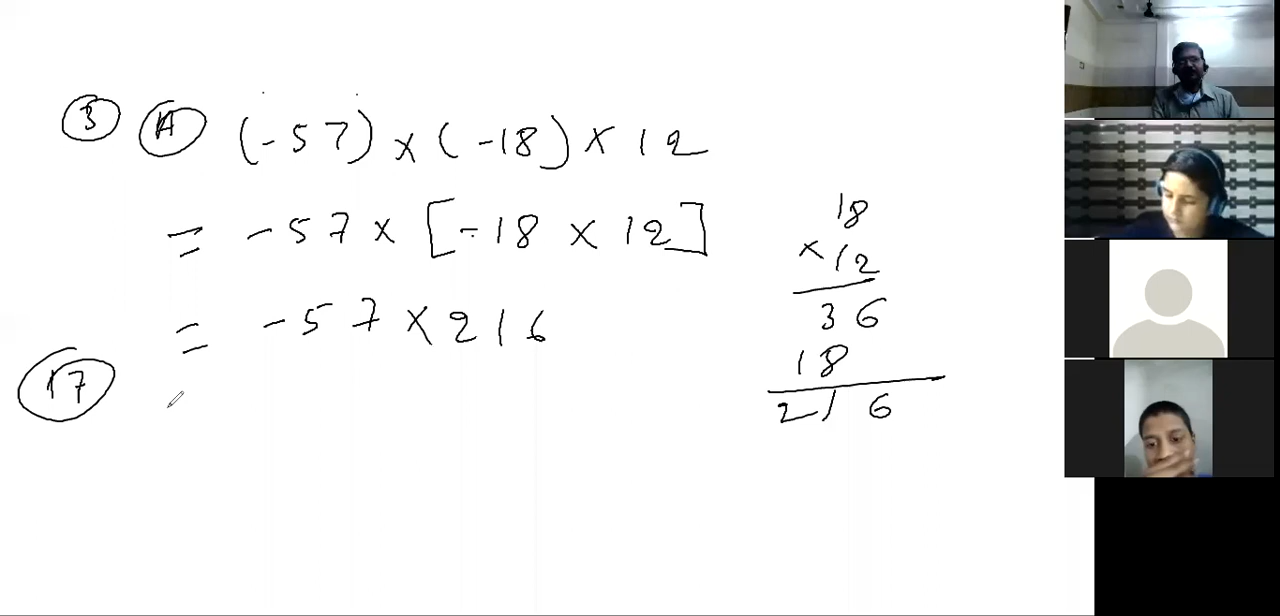 3 A (-57) × (-18) × 12
= -57 × [-18 × 12]
= -57 × 216
17
18
× 12
36
18
216